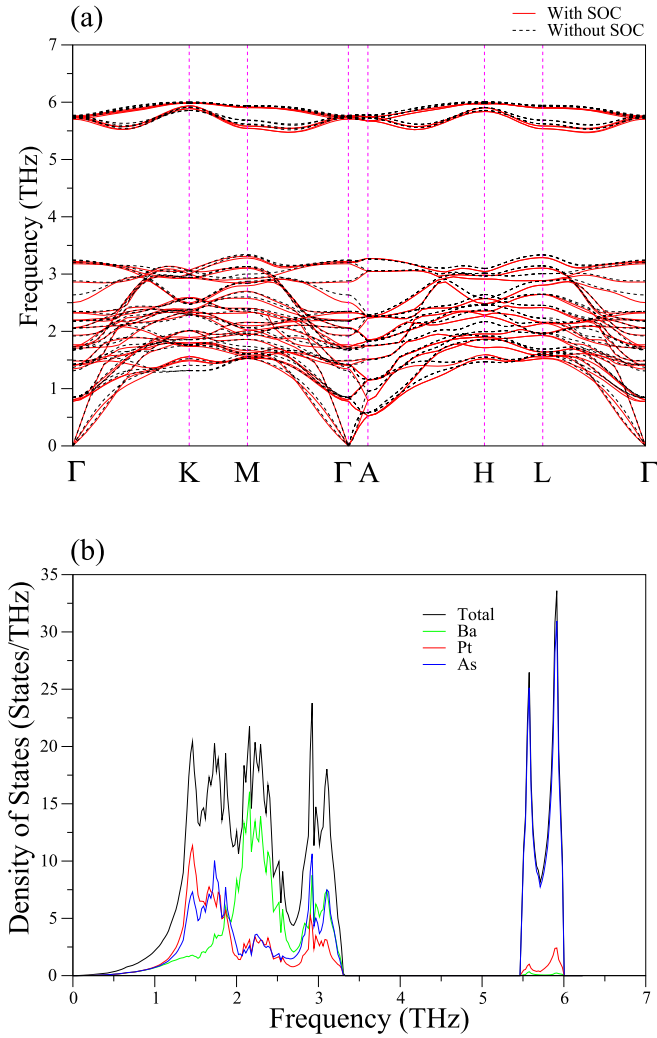 (a)
With SOC
Without SOC
7
6
5
4
3
2
1
0
Frequency (THz)
Γ K M Γ A H L Γ
(b)
35
30
25
20
15
10
5
0
Density of States (States/THz)
Total
Ba
Pt
As
0 1 2 3 4 5 6 7
Frequency (THz)